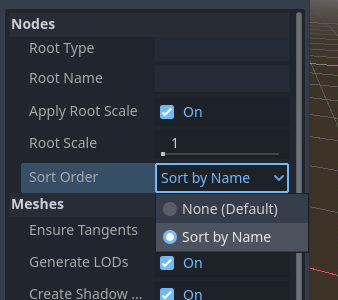 Nodes
Root Type
Root Name
Apply Root Scale On
Root Scale 1
Sort Order Sort by Name
Meshes None (Default)
Ensure Tangents Sort by Name
Generate LODs On
Create Shadow ... On